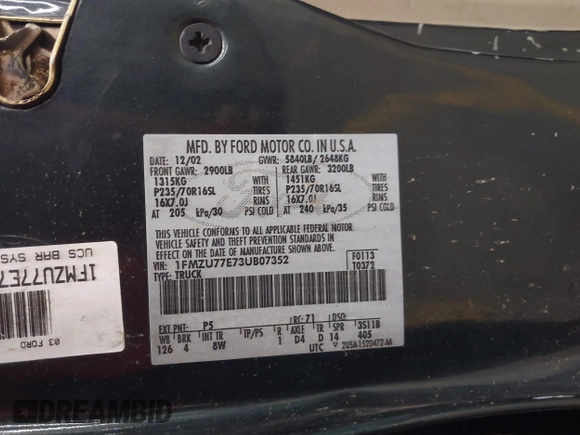 MFD. BY FORD MOTOR CO. IN U.S.A.
DATE: 12/02 GVWR: 5840LB/2648KG
FRONT GAWR: 2900LB REAR GAWR: 3200LB
1315KG WITH 1451KG WITH
P235/70R16SL TIRES P235/70R16SL TIRES
16X7.0J RIMS 16X7.0J RIMS
AT 205 kPa/30 PSI COLD AT 240 kPa/35 PSI COLD
THIS VEHICLE CONFORMS TO ALL APPLICABLE FEDERAL MOTOR
VEHICLE SAFETY AND BUMPER STANDARDS IN EFFECT
ON THE DATE OF MANUFACTURE SHOWN ABOVE.
VIN: 1FMZU77E73UB07352 F0113
TYPE: TRUCK T0372
EXT PNT: P5 RC: 71 DSO:
WB BRK INT TR TP/PS R AXLE TR SPR 3511B
126 4 8W 1 D4 D 14 405
UTC ▽ 2USA1520472AA
1FMZU77E7
UCS BAR SYS
03 FORD
DREAMBID